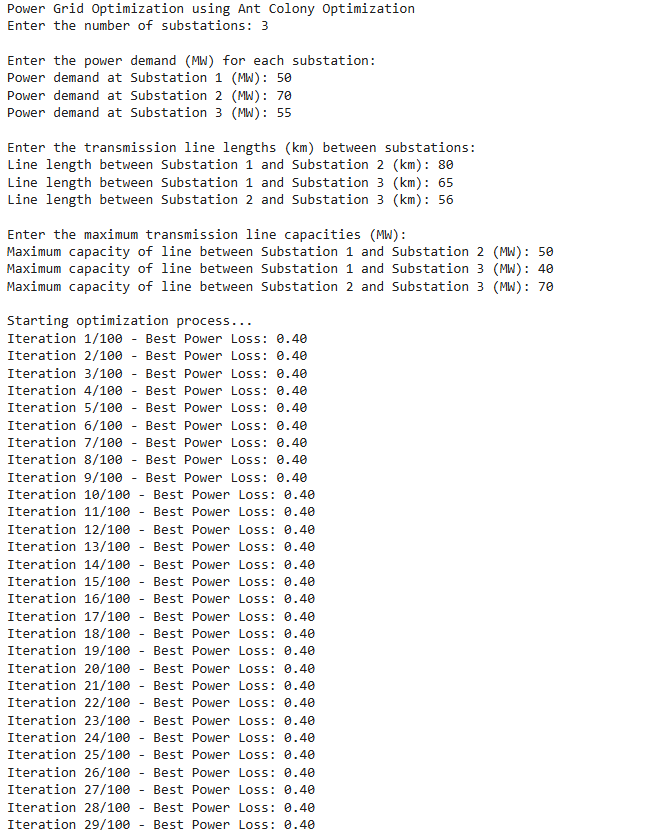 Power Grid Optimization using Ant Colony Optimization
Enter the number of substations: 3
Enter the power demand (MW) for each substation:
Power demand at Substation 1 (MW): 50
Power demand at Substation 2 (MW): 70
Power demand at Substation 3 (MW): 55
Enter the transmission line lengths (km) between substations:
Line length between Substation 1 and Substation 2 (km): 80
Line length between Substation 1 and Substation 3 (km): 65
Line length between Substation 2 and Substation 3 (km): 56
Enter the maximum transmission line capacities (MW):
Maximum capacity of line between Substation 1 and Substation 2 (MW): 50
Maximum capacity of line between Substation 1 and Substation 3 (MW): 40
Maximum capacity of line between Substation 2 and Substation 3 (MW): 70
Starting optimization process...
Iteration 1/100 - Best Power Loss: 0.40
Iteration 2/100 - Best Power Loss: 0.40
Iteration 3/100 - Best Power Loss: 0.40
Iteration 4/100 - Best Power Loss: 0.40
Iteration 5/100 - Best Power Loss: 0.40
Iteration 6/100 - Best Power Loss: 0.40
Iteration 7/100 - Best Power Loss: 0.40
Iteration 8/100 - Best Power Loss: 0.40
Iteration 9/100 - Best Power Loss: 0.40
Iteration 10/100 - Best Power Loss: 0.40
Iteration 11/100 - Best Power Loss: 0.40
Iteration 12/100 - Best Power Loss: 0.40
Iteration 13/100 - Best Power Loss: 0.40
Iteration 14/100 - Best Power Loss: 0.40
Iteration 15/100 - Best Power Loss: 0.40
Iteration 16/100 - Best Power Loss: 0.40
Iteration 17/100 - Best Power Loss: 0.40
Iteration 18/100 - Best Power Loss: 0.40
Iteration 19/100 - Best Power Loss: 0.40
Iteration 20/100 - Best Power Loss: 0.40
Iteration 21/100 - Best Power Loss: 0.40
Iteration 22/100 - Best Power Loss: 0.40
Iteration 23/100 - Best Power Loss: 0.40
Iteration 24/100 - Best Power Loss: 0.40
Iteration 25/100 - Best Power Loss: 0.40
Iteration 26/100 - Best Power Loss: 0.40
Iteration 27/100 - Best Power Loss: 0.40
Iteration 28/100 - Best Power Loss: 0.40
Iteration 29/100 - Best Power Loss: 0.40